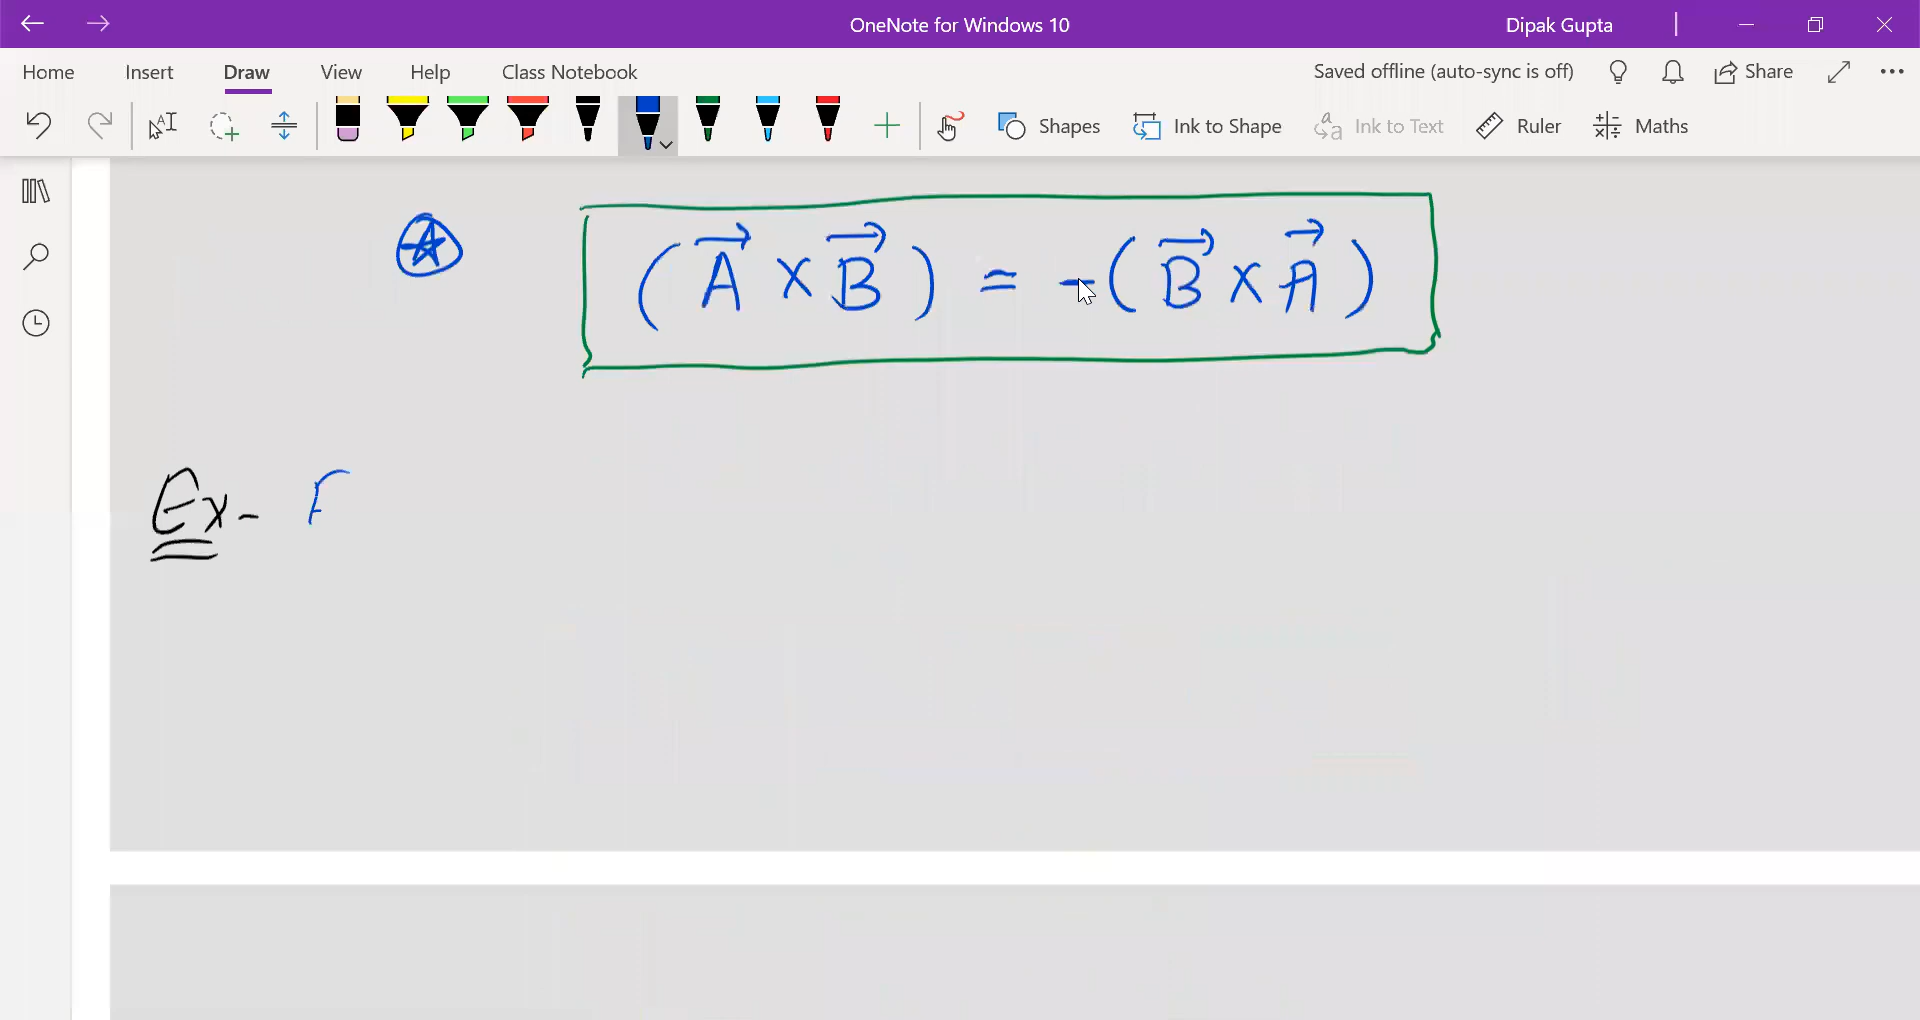 OneNote for Windows 10
Dipak Gupta
Home Insert Draw View Help Class Notebook
Saved offline (auto-sync is off) Share
Shapes Ink to Shape Ink to Text Ruler Maths
(A⃗ × B⃗) = -(B⃗ × A⃗)
Ex- F